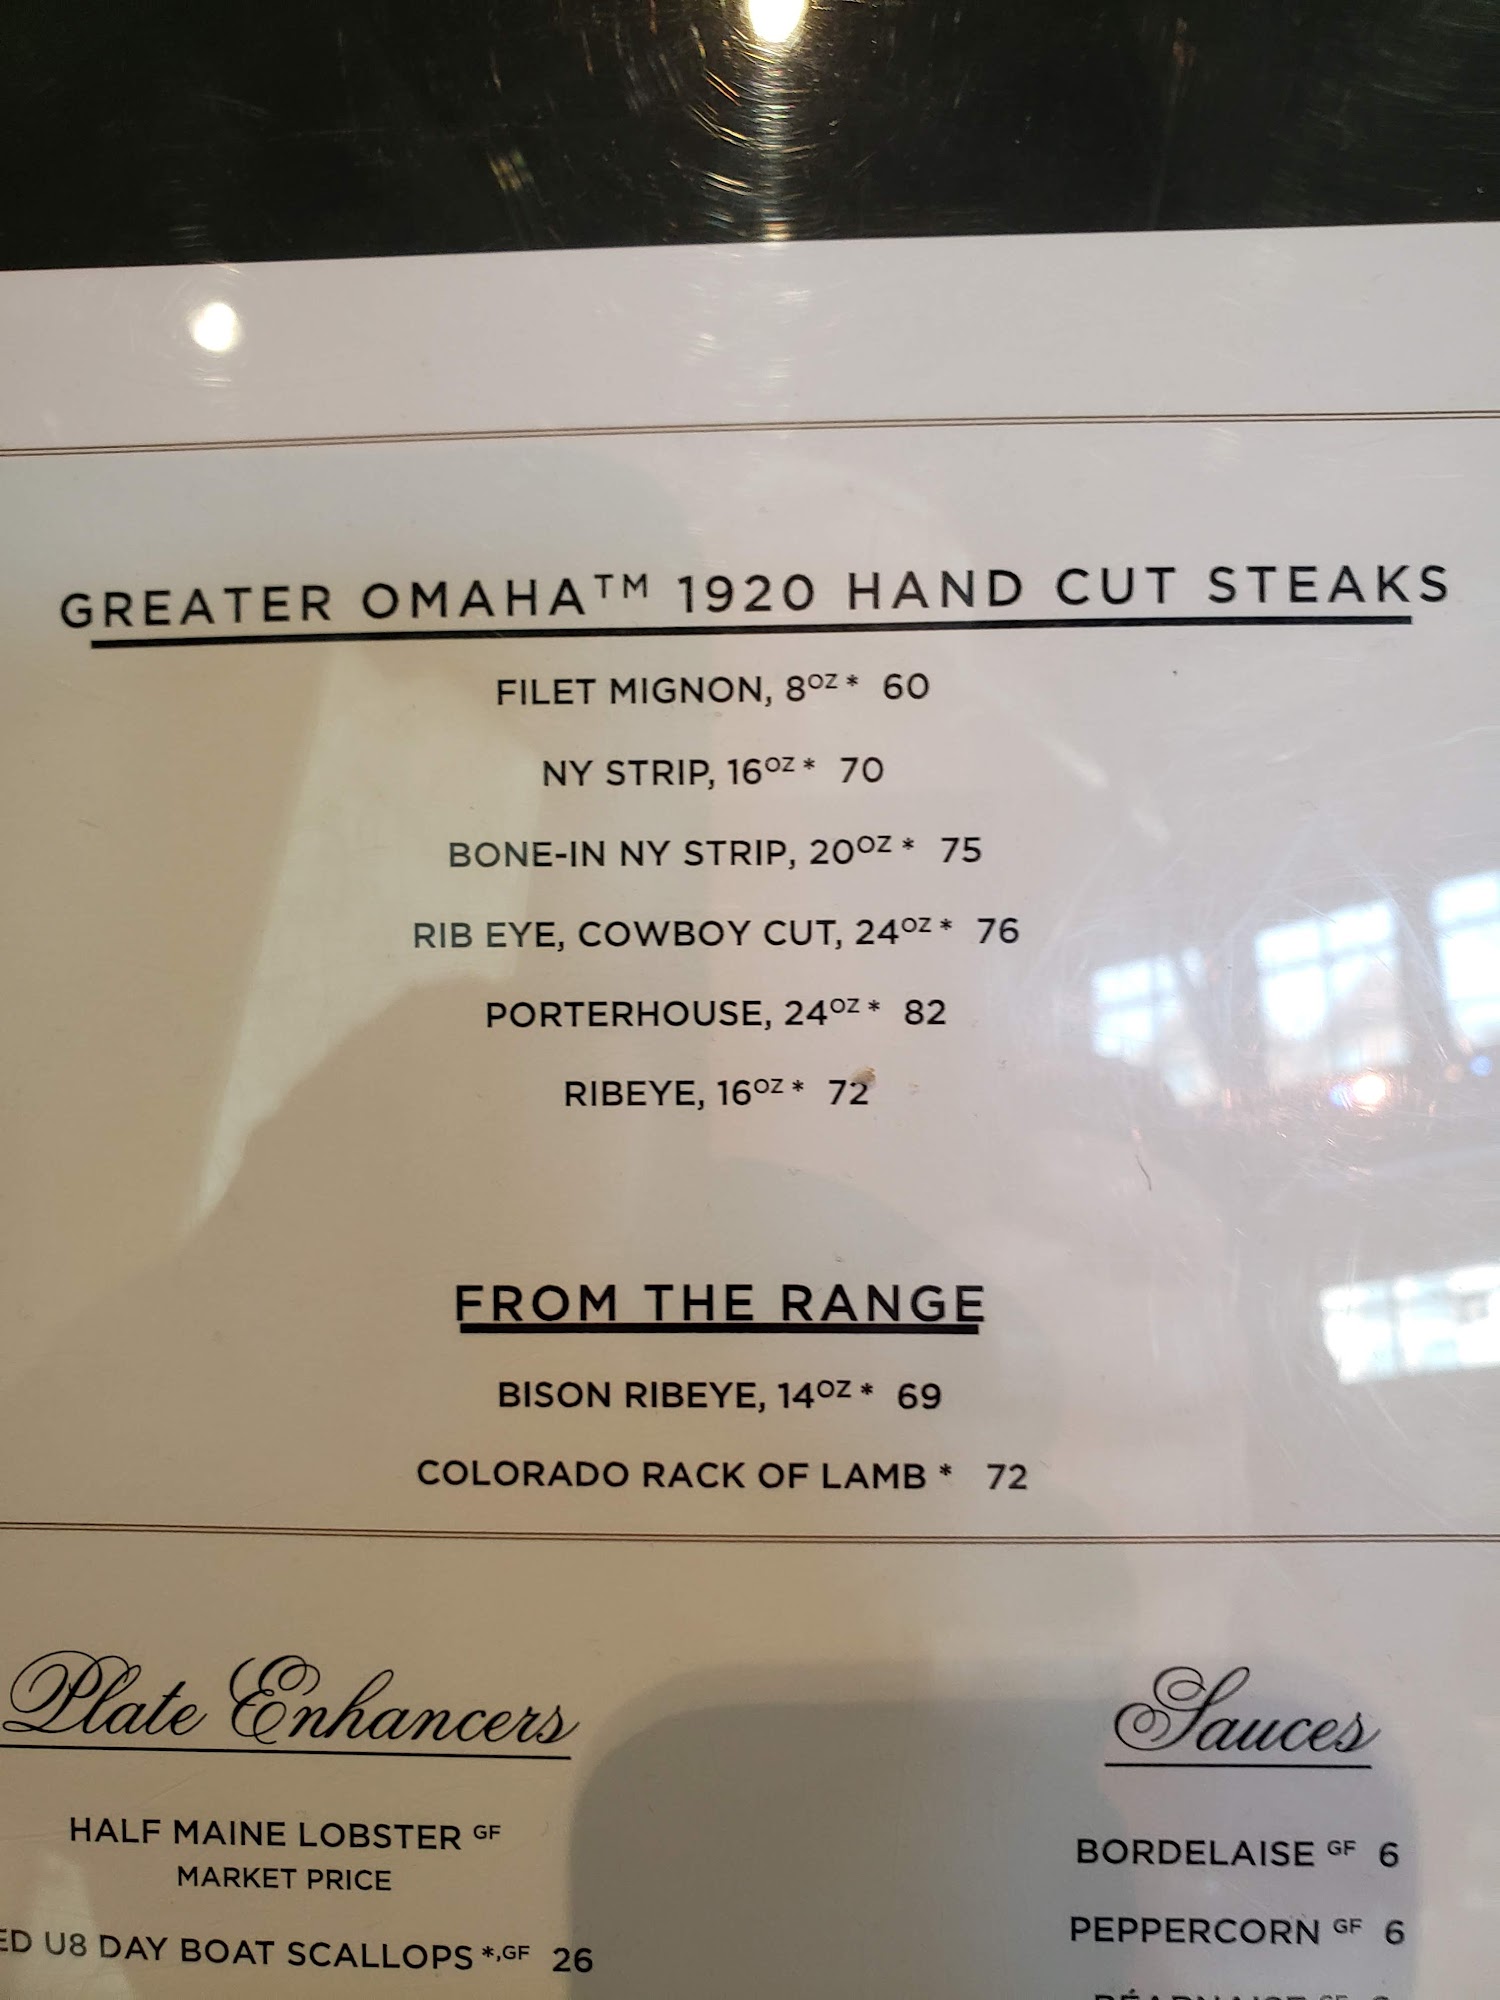 GREATER OMAHA™ 1920 HAND CUT STEAKS
FILET MIGNON, 8OZ * 60
NY STRIP, 16OZ * 70
BONE-IN NY STRIP, 20OZ * 75
RIB EYE, COWBOY CUT, 24OZ * 76
PORTERHOUSE, 24OZ * 82
RIBEYE, 16OZ * 72
FROM THE RANGE
BISON RIBEYE, 14OZ * 69
COLORADO RACK OF LAMB * 72
Plate Enhancers
HALF MAINE LOBSTER GF
MARKET PRICE
U8 DAY BOAT SCALLOPS *,GF 26
Sauces
BORDELAISE GF 6
PEPPERCORN GF 6